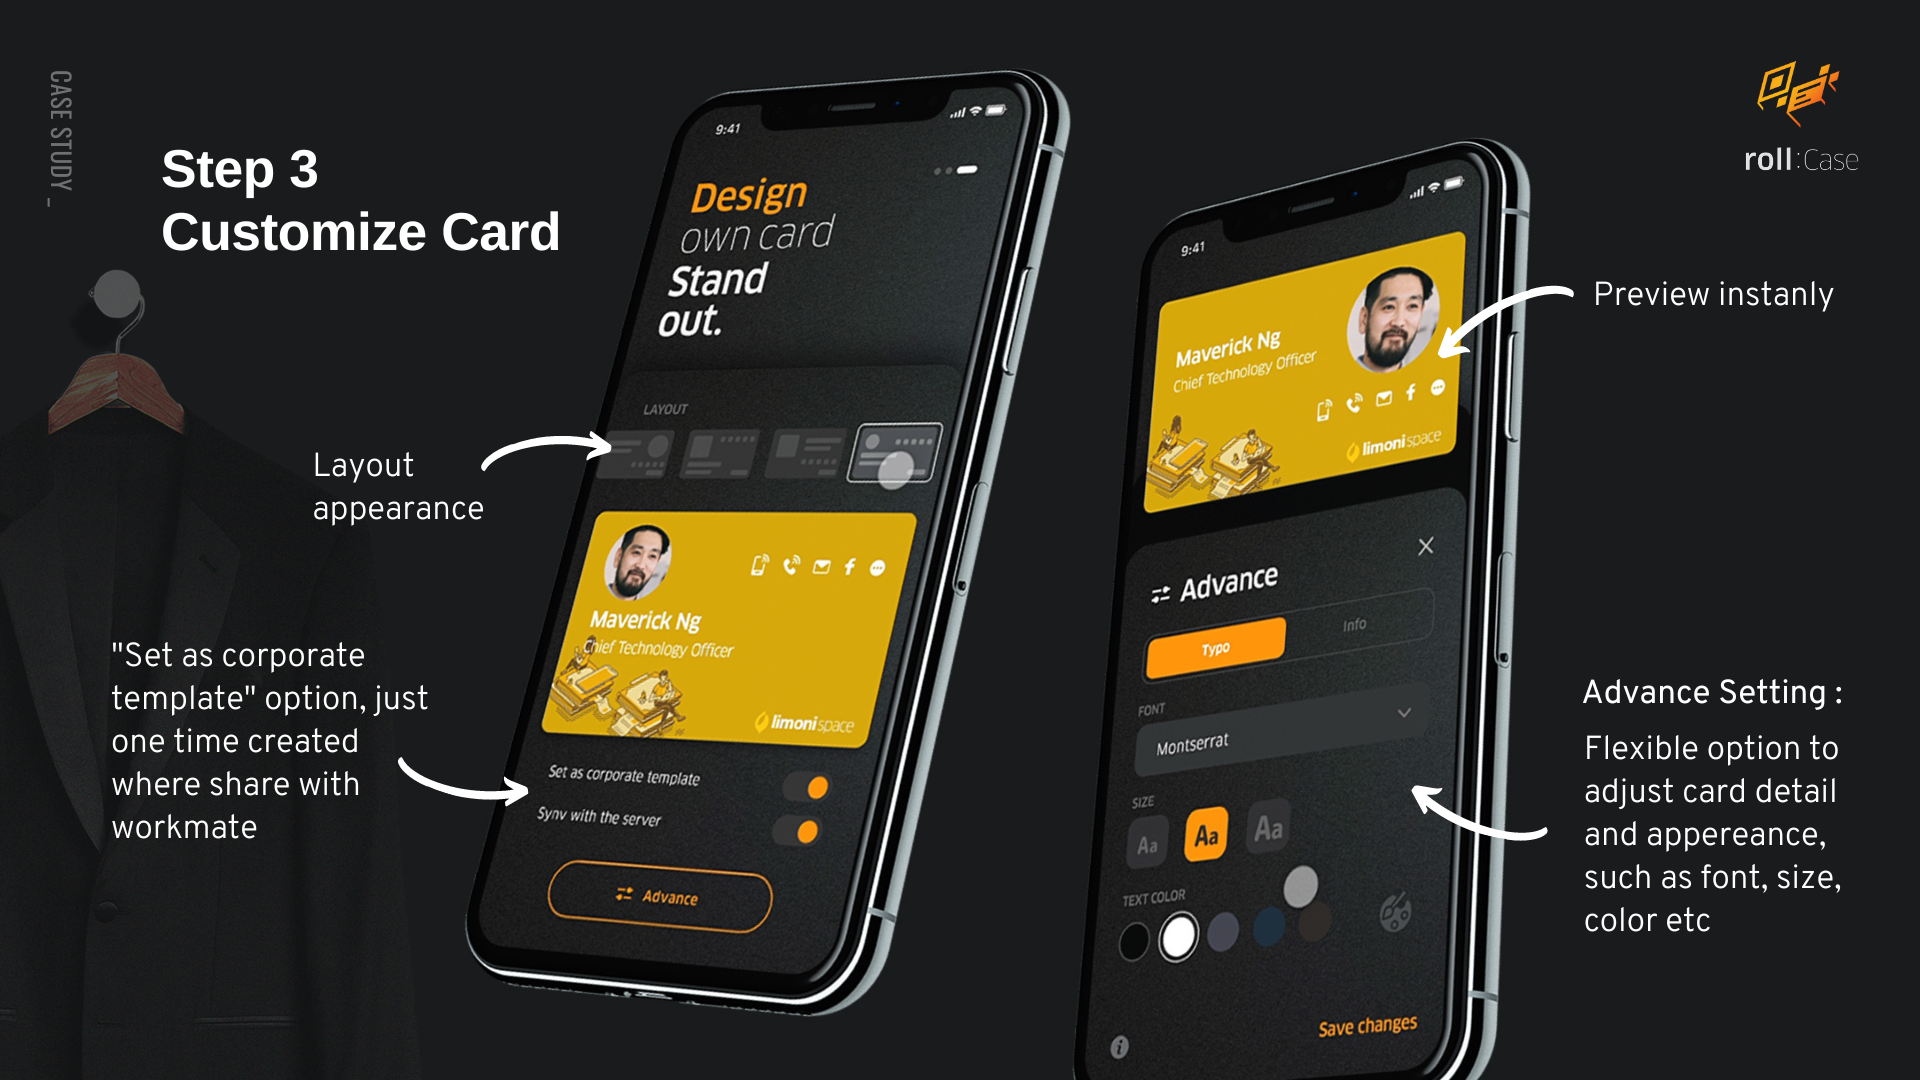 CASE STUDY _
Step 3
Customize Card
roll:Case
9:41
Design
own card
Stand
out.
LAYOUT
Maverick Ng
Chief Technology Officer
limonispace
Set as corporate template
Sync with the server
Advance
Layout
appearance
"Set as corporate
template" option, just
one time created
where share with
workmate
9:41
Maverick Ng
Chief Technology Officer
limonispace
Advance
Typo
Info
FONT
Montserrat
SIZE
Aa
Aa
Aa
TEXT COLOR
Save changes
Preview instanly
Advance Setting :
Flexible option to
adjust card detail
and appereance,
such as font, size,
color etc